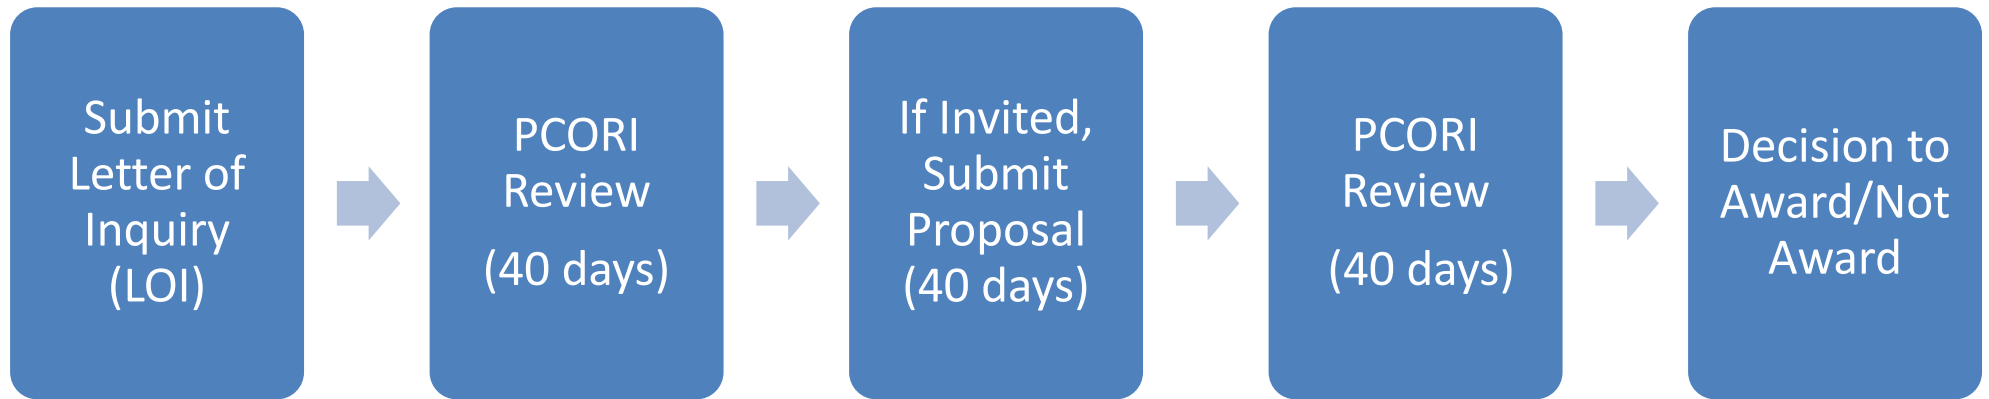 Submit
Letter of
Inquiry
(LOI)
PCORI
Review
(40 days)
If Invited,
Submit
Proposal
(40 days)
PCORI
Review
(40 days)
Decision to
Award/Not
Award